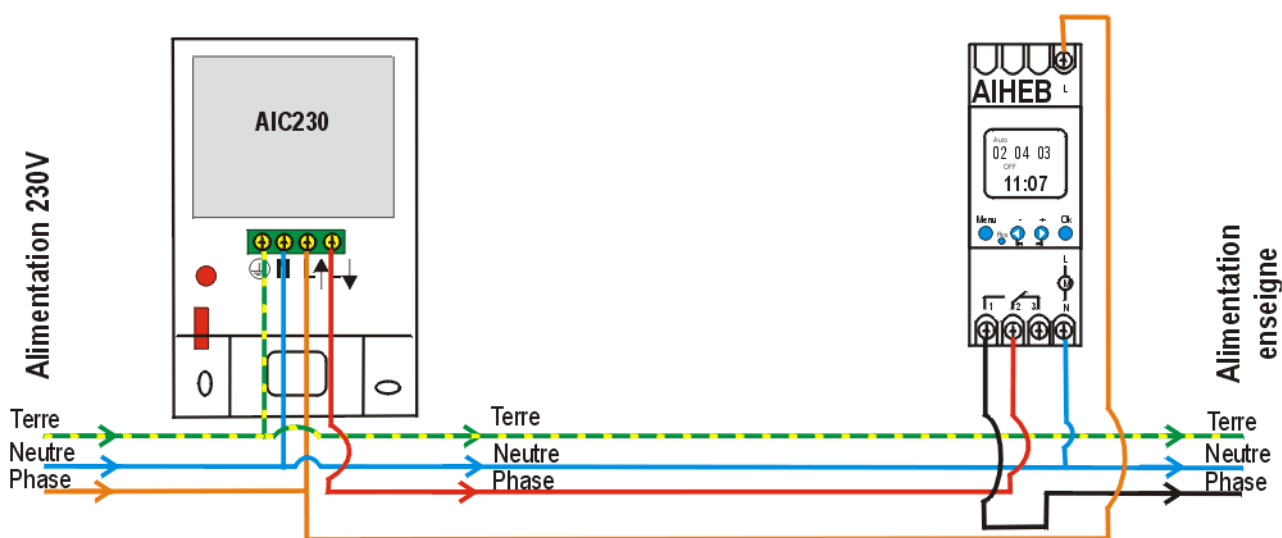 AIC230
AIHEB
L
Auto
02 04 03
OFF
11:07
Menu - + Ok
Res
L
M
1 2 3 N
N L L
Alimentation 230V
Alimentation
enseigne
Terre Terre Terre
Neutre Neutre Neutre
Phase Phase Phase